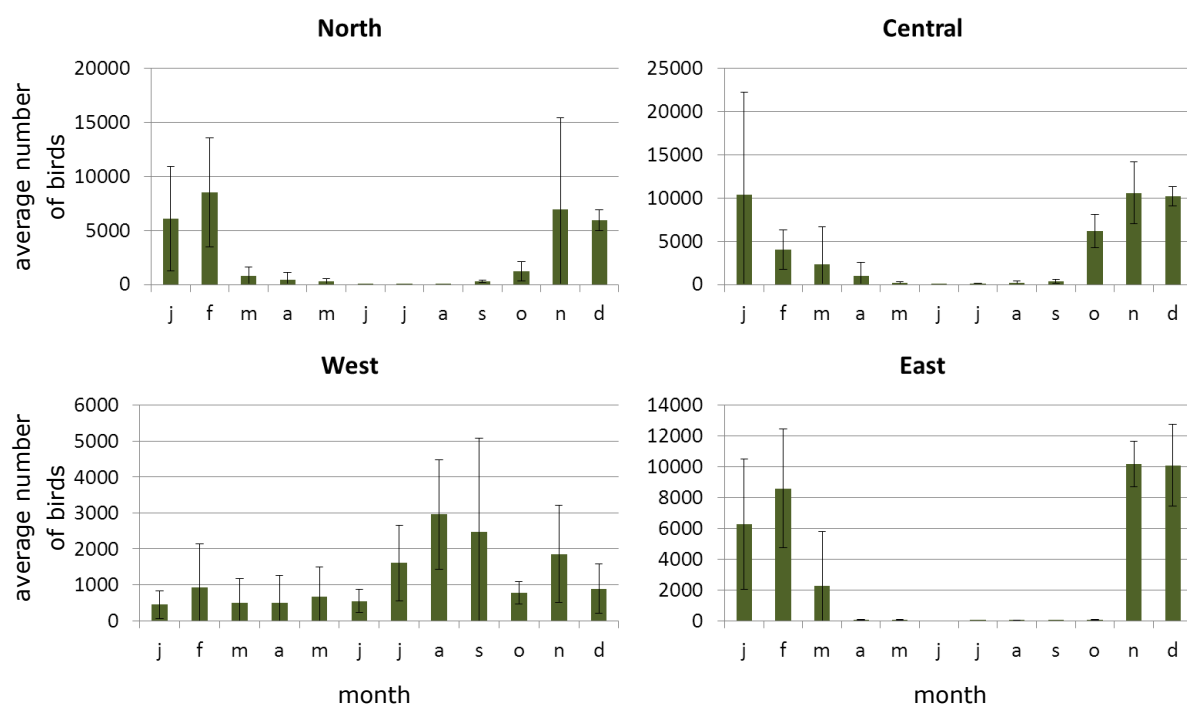 North
20000
15000
10000
5000
0
average number
of birds
j f m a m j j a s o n d
Central
25000
20000
15000
10000
5000
0
j f m a m j j a s o n d
West
6000
5000
4000
3000
2000
1000
0
average number
of birds
j f m a m j j a s o n d
month
East
14000
12000
10000
8000
6000
4000
2000
0
j f m a m j j a s o n d
month